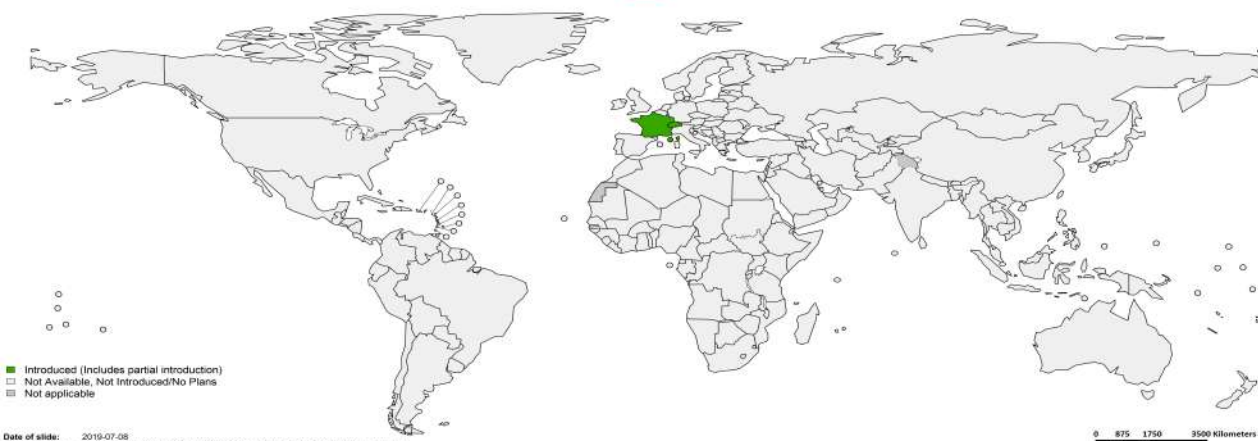 Introduced (Includes partial introduction)
Not Available, Not Introduced/No Plans
Not applicable
Date of slide: 2019-07-08
0 875 1750 3500 Kilometers